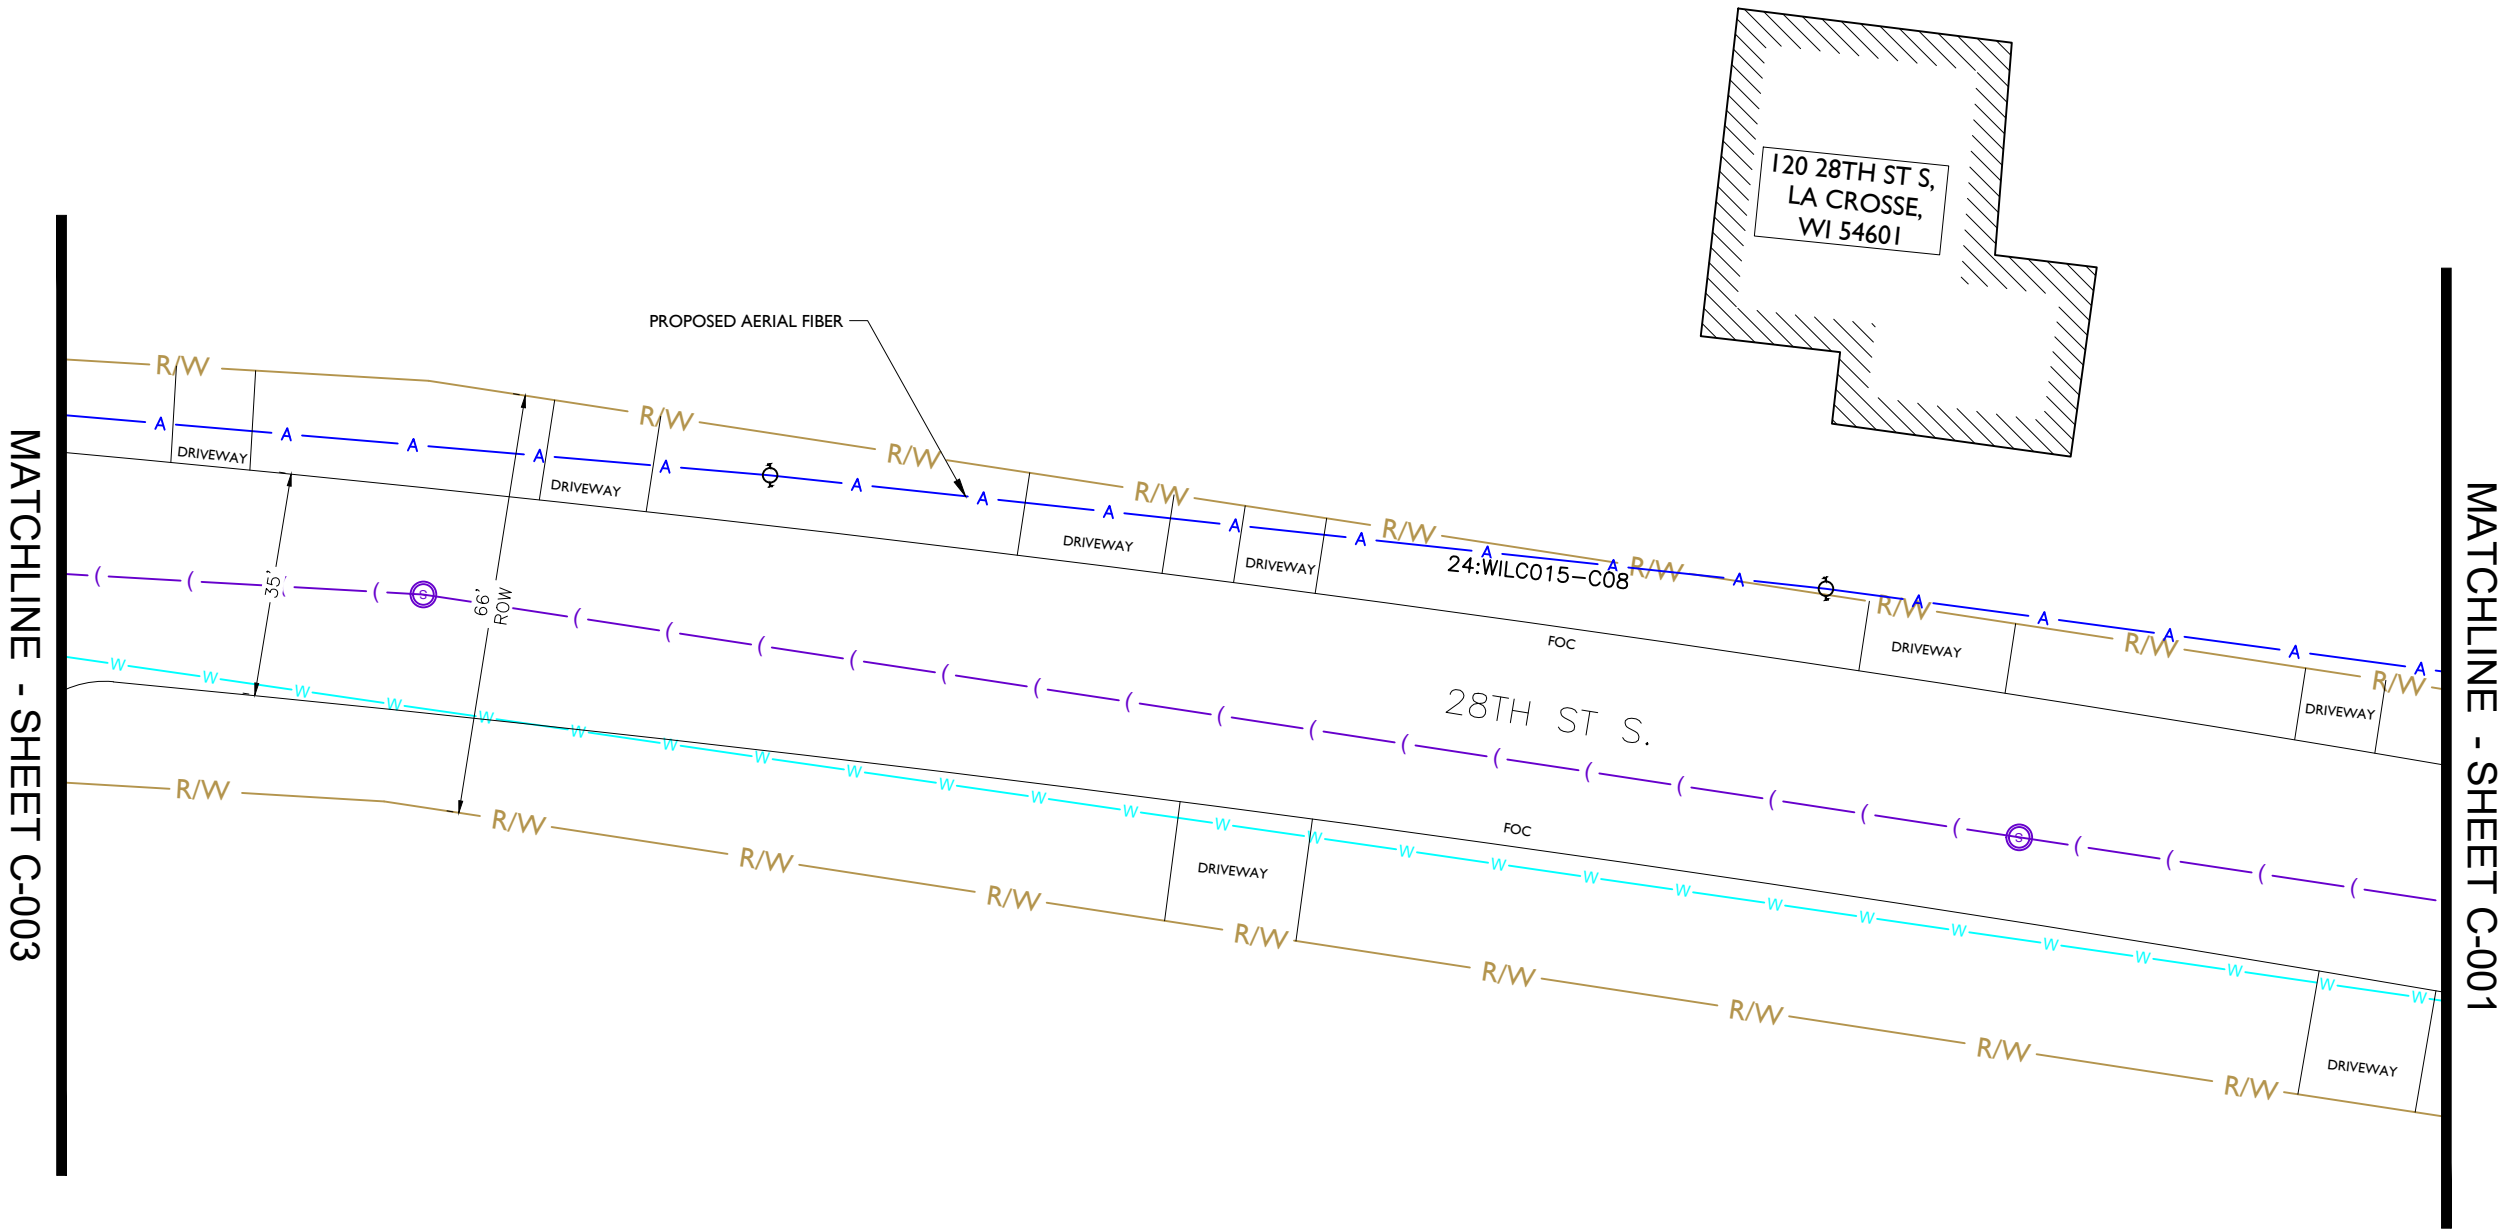 120 28TH ST S,
LA CROSSE,
WI 54601
PROPOSED AERIAL FIBER
MATCHLINE - SHEET C-003
MATCHLINE - SHEET C-001
R/W
R/W
R/W
R/W
R/W
R/W
R/W
R/W
R/W
A A A A A A A A A A A A A A A A A A A
DRIVEWAY
DRIVEWAY
DRIVEWAY
DRIVEWAY
24:WILC015-C08
DRIVEWAY
DRIVEWAY
FOC
35'
66'
ROW
S
28TH ST S.
S
W W W W W W W W W W W W W W W W W W W W W W W W W W
FOC
DRIVEWAY
DRIVEWAY
R/W
R/W
R/W
R/W
R/W
R/W
R/W
R/W
R/W